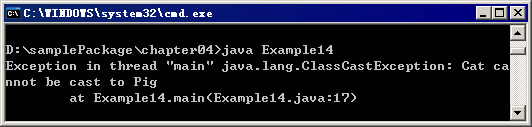 C:\WINDOWS\system32\cmd.exe
D:\samplePackage\chapter04>java Example14
Exception in thread "main" java.lang.ClassCastException: Cat ca
nnot be cast to Pig
        at Example14.main(Example14.java:17)